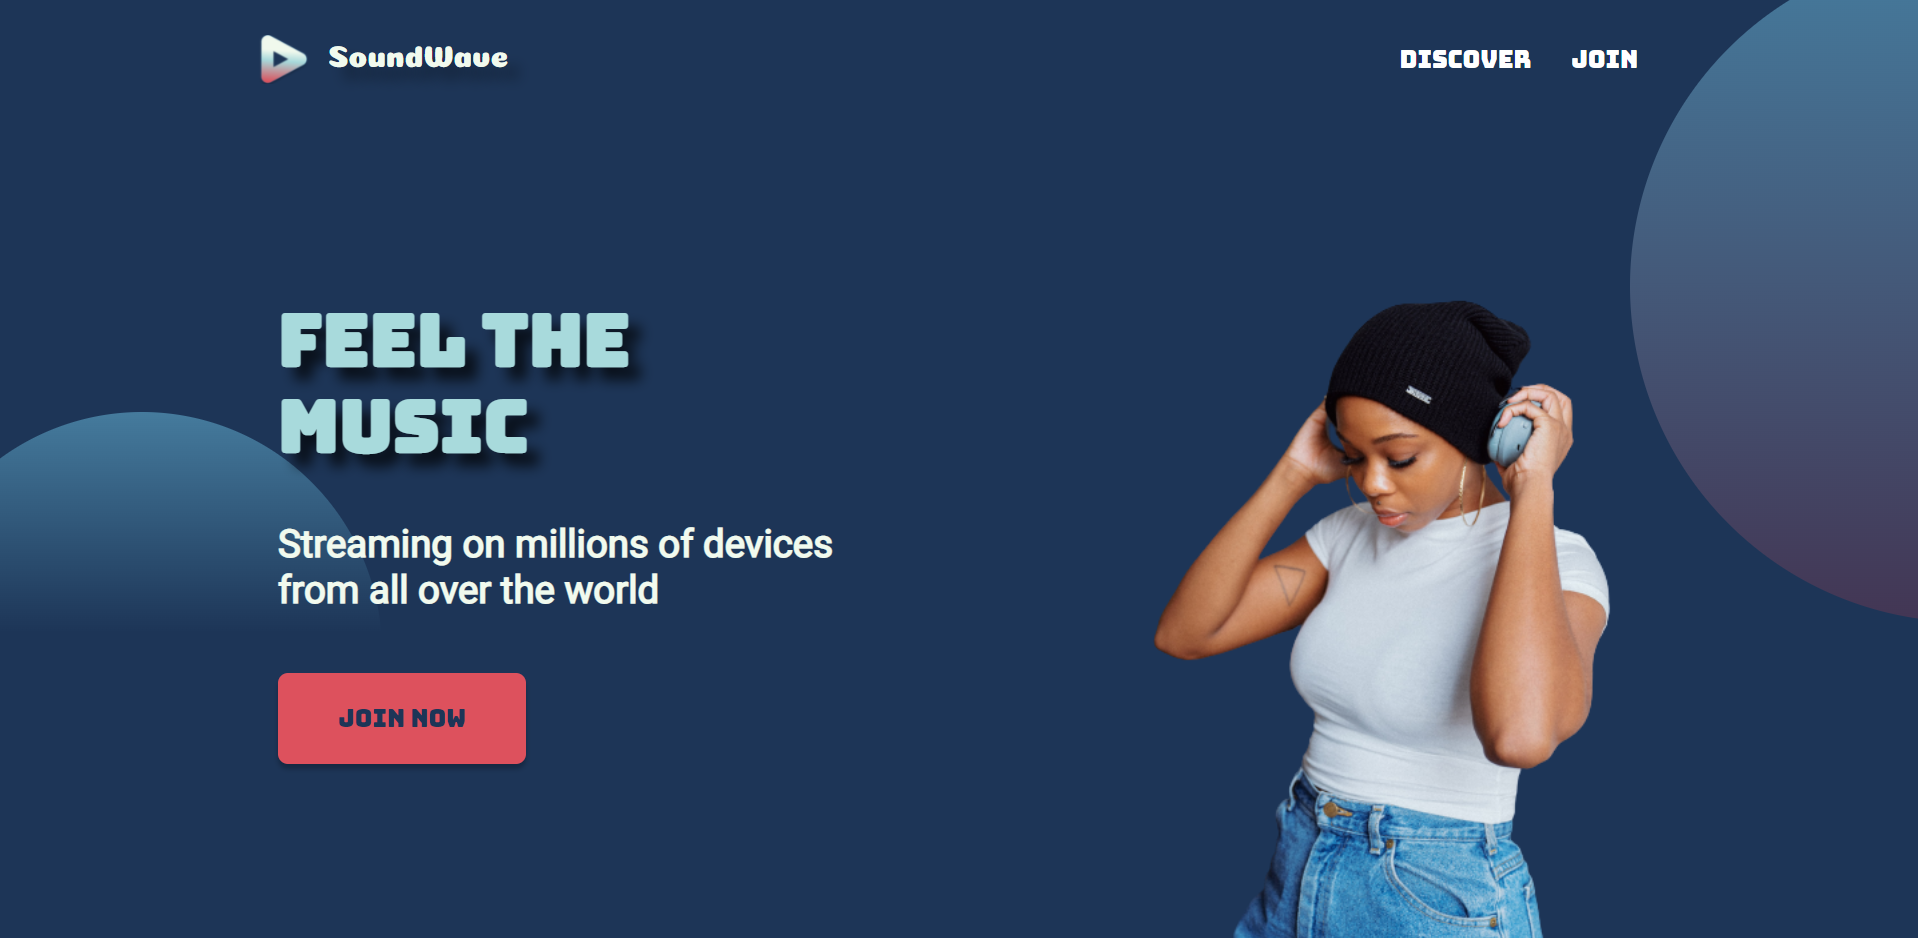 SoundWave
DISCOVER JOIN
FEEL THE
MUSIC
Streaming on millions of devices
from all over the world
JOIN NOW